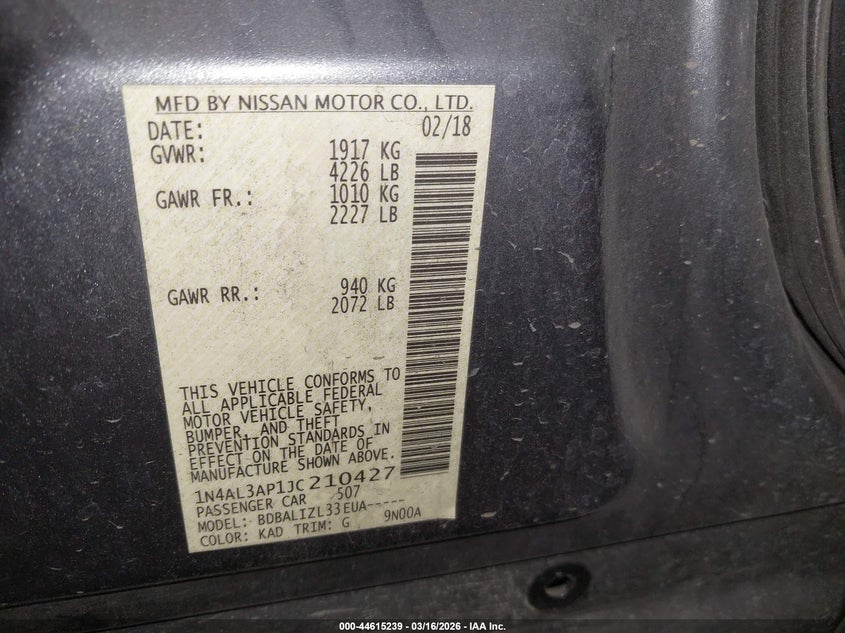 MFD BY NISSAN MOTOR CO., LTD.
DATE: 02/18
GVWR: 1917 KG
4226 LB
GAWR FR.: 1010 KG
2227 LB
GAWR RR.: 940 KG
2072 LB
THIS VEHICLE CONFORMS TO
ALL APPLICABLE FEDERAL
MOTOR VEHICLE SAFETY,
BUMPER, AND THEFT
PREVENTION STANDARDS IN
EFFECT ON THE DATE OF
MANUFACTURE SHOWN ABOVE.
1N4AL3AP1JC210427
PASSENGER CAR 507
MODEL: BDBALIZL33EUA-----
COLOR: KAD TRIM: G 9N00A
000-44615239 - 03/16/2026 - IAA Inc.